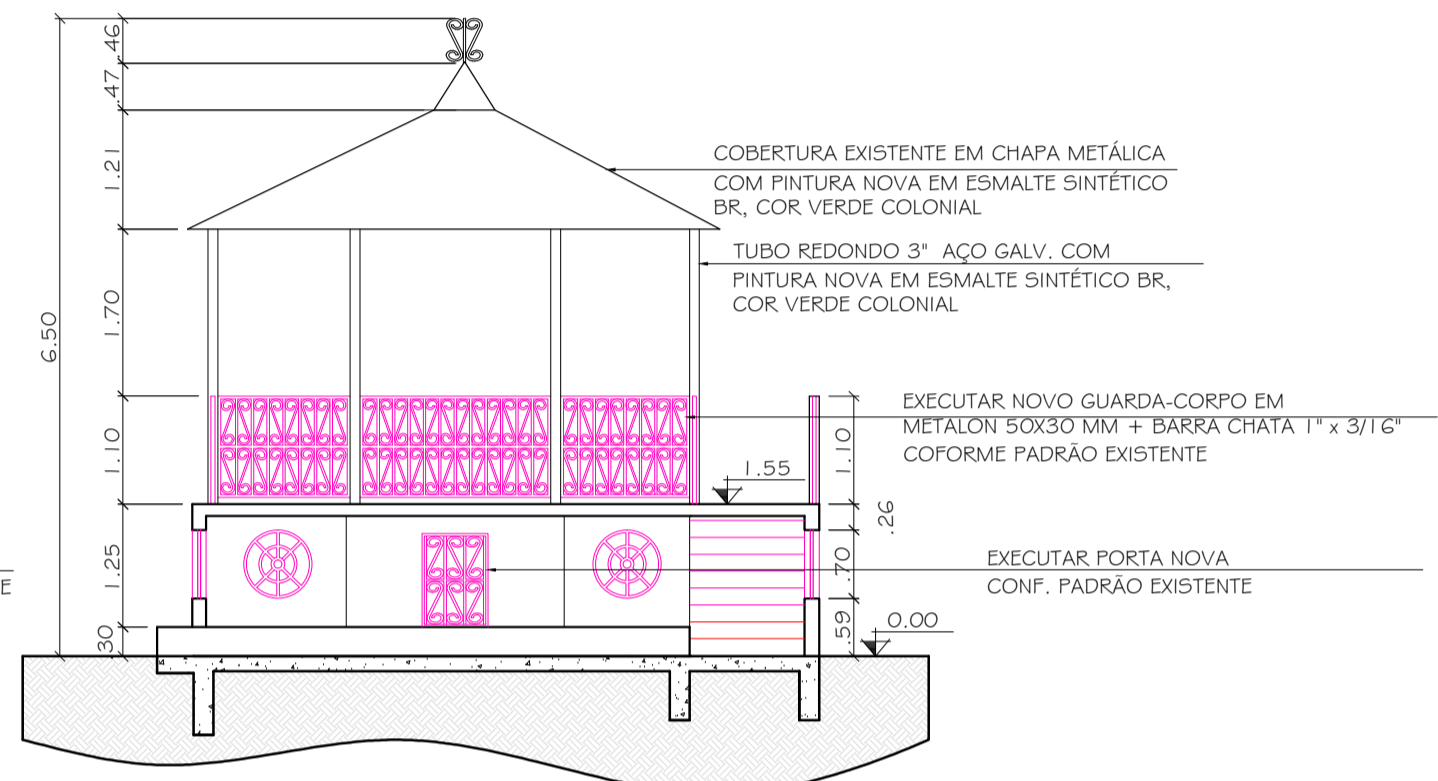 .46
.47
1.21
1.70
6.50
1.10
1.25
.30
COBERTURA EXISTENTE EM CHAPA METÁLICA
COM PINTURA NOVA EM ESMALTE SINTÉTICO
BR, COR VERDE COLONIAL
TUBO REDONDO 3" AÇO GALV. COM
PINTURA NOVA EM ESMALTE SINTÉTICO BR,
COR VERDE COLONIAL
EXECUTAR NOVO GUARDA-CORPO EM
METALON 50X30 MM + BARRA CHATA 1" x 3/16"
COFORME PADRÃO EXISTENTE
1.55
1.10
.26
.70
.59
EXECUTAR PORTA NOVA
CONF. PADRÃO EXISTENTE
0.00
E